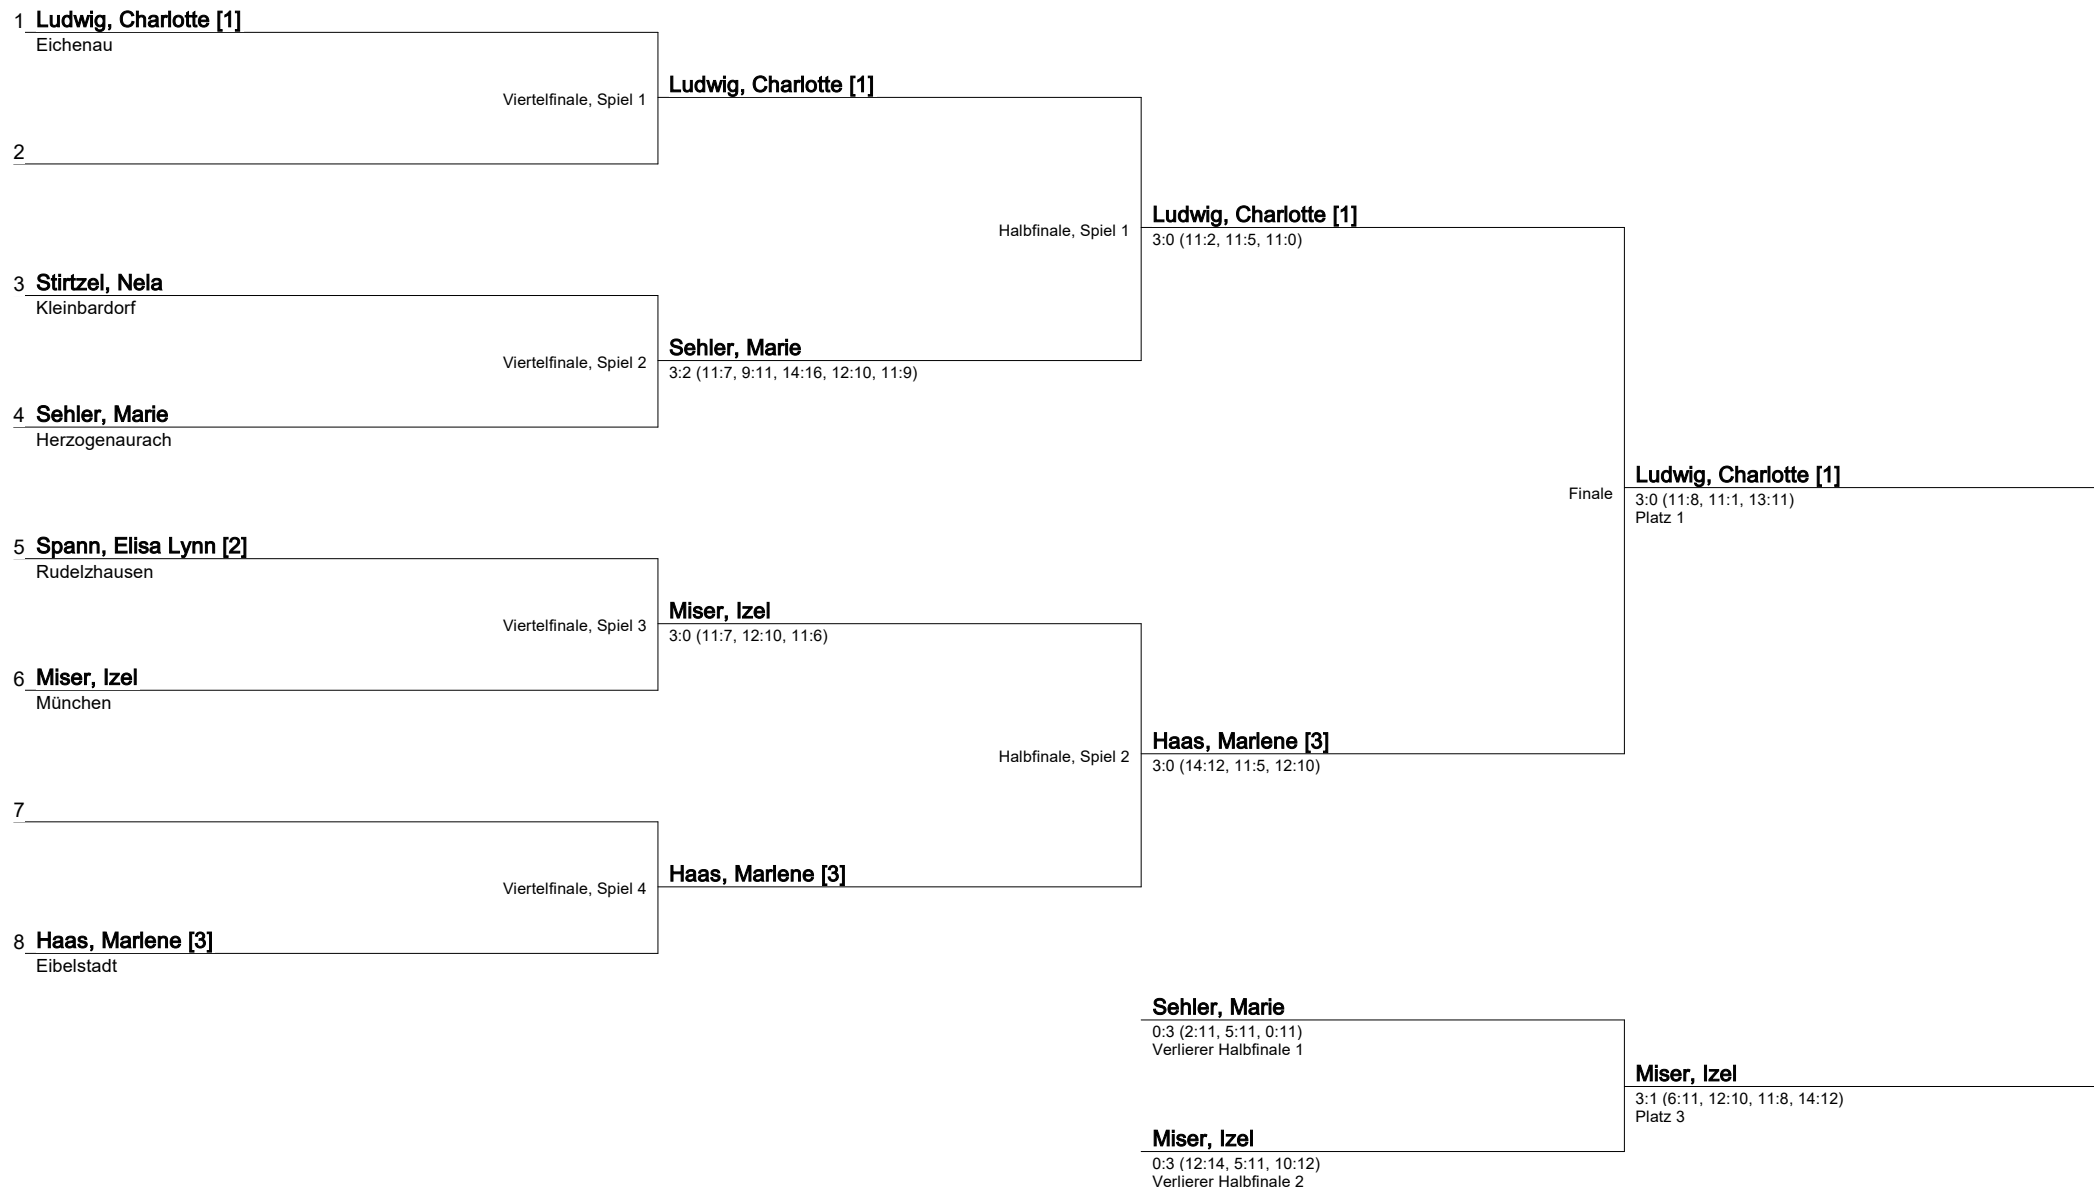 1 Ludwig, Charlotte [1]
Eichenau
Viertelfinale, Spiel 1
Ludwig, Charlotte [1]
2
Halbfinale, Spiel 1
Ludwig, Charlotte [1]
3:0 (11:2, 11:5, 11:0)
3 Stirtzel, Nela
Kleinbardorf
Viertelfinale, Spiel 2
Sehler, Marie
3:2 (11:7, 9:11, 14:16, 12:10, 11:9)
4 Sehler, Marie
Herzogenaurach
Finale
Ludwig, Charlotte [1]
3:0 (11:8, 11:1, 13:11)
Platz 1
5 Spann, Elisa Lynn [2]
Rudelzhausen
Viertelfinale, Spiel 3
Miser, Izel
3:0 (11:7, 12:10, 11:6)
6 Miser, Izel
München
Halbfinale, Spiel 2
Haas, Marlene [3]
3:0 (14:12, 11:5, 12:10)
7
Viertelfinale, Spiel 4
Haas, Marlene [3]
8 Haas, Marlene [3]
Eibelstadt
Sehler, Marie
0:3 (2:11, 5:11, 0:11)
Verlierer Halbfinale 1
Miser, Izel
3:1 (6:11, 12:10, 11:8, 14:12)
Platz 3
Miser, Izel
0:3 (12:14, 5:11, 10:12)
Verlierer Halbfinale 2